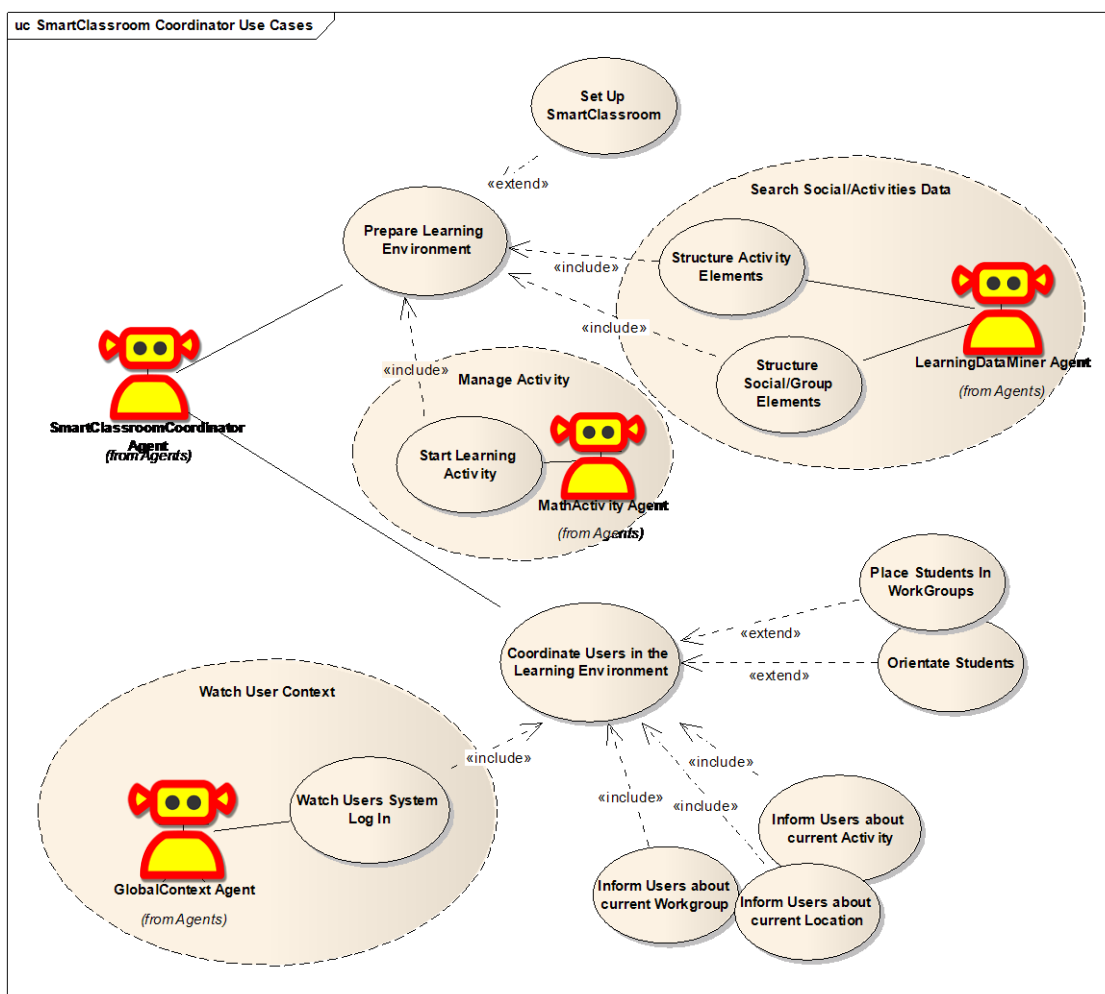 uc SmartClassroom Coordinator Use Cases
Set Up
SmartClassroom
«extend»
Search Social/Activities Data
Prepare Learning
Environment
«include»
Structure Activity
Elements
«include»
LearningDataMiner Agent
(from Agents)
Structure
Social/Group
Elements
«include»
Manage Activity
SmartClassroomCoordinator
Agent
(from Agents)
Start Learning
Activity
MathActivity Agent
(from Agents)
Place Students In
WorkGroups
«extend»
Coordinate Users in the
Learning Environment
Orientate Students
«extend»
Watch User Context
«include»
«include»
«include»
«include»
Watch Users System
Log In
Inform Users about
current Activity
GlobalContext Agent
(from Agents)
Inform Users about
current Workgroup
Inform Users about
current Location